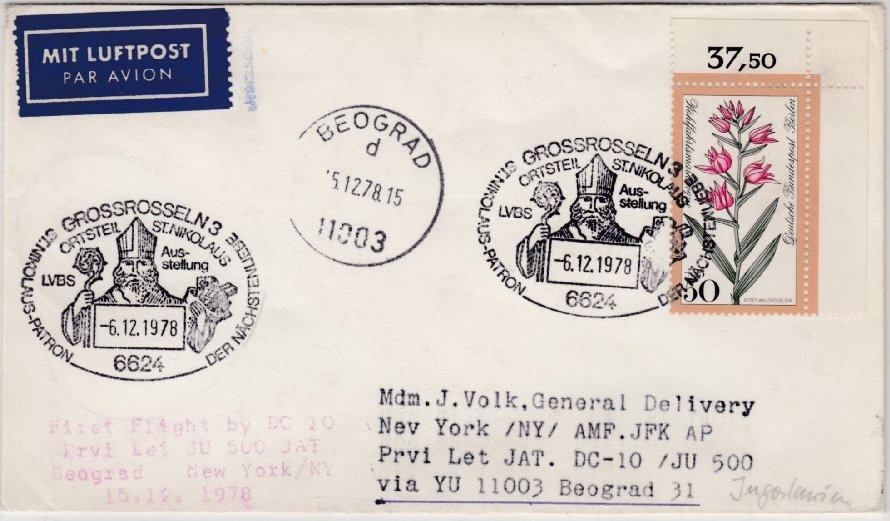 MIT LUFTPOST
PAR AVION
37,50
BEOGRAD
d
15.12.78.15
11003
Deutsche Bundespost Berlin
50
ROTES WALDVÖGELEIN
GROSSROSSELN 3
ORTSTEIL ST.NIKOLAUS
LVBS
Aus-
stellung
-6.12.1978
6624
ST.NIKOLAUS-PATRON DER NÄCHSTENLIEBE
GROSSROSSELN 3
ORTSTEIL ST.NIKOLAUS
LVBS
Aus-
stellung
-6.12.1978
6624
ST.NIKOLAUS-PATRON DER NÄCHSTENLIEBE
First Flight by DC 10
Prvi Let JU 500 JAT
Beograd New York/NY
15.12. 1978
Mdm.J.Volk,General Delivery
Nev York /NY/ AMF.JFK AP
Prvi Let JAT. DC-10 /JU 500
via YU 11003 Beograd 31
Jugoslawien